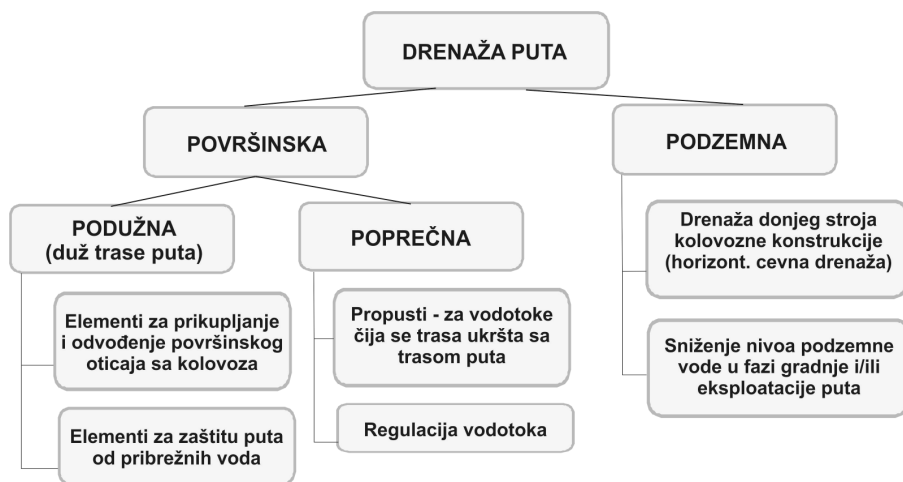 DRENAŽA PUTA
POVRŠINSKA
PODZEMNA
PODUŽNA
(duž trase puta)
POPREČNA
Drenaža donjeg stroja
kolovozne konstrukcije
(horizont. cevna drenaža)
Elementi za prikupljanje
i odvođenje površinskog
oticaja sa kolovoza
Propusti - za vodotoke
čija se trasa ukršta sa
trasom puta
Sniženje nivoa podzemne
vode u fazi gradnje i/ili
eksploatacije puta
Elementi za zaštitu puta
od pribrežnih voda
Regulacija vodotoka